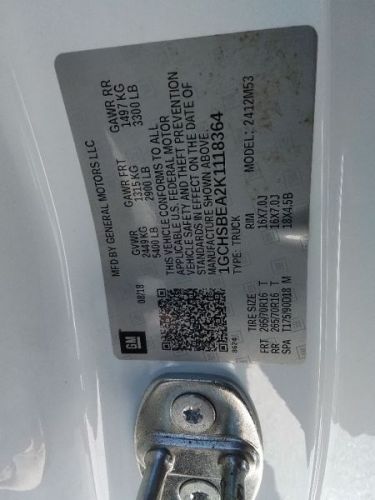 MFD BY GENERAL MOTORS LLC
08/18
GVWR
2449 KG
5400 LB
GAWR FRT
1315 KG
2900 LB
GAWR RR
1497 KG
3300 LB
THIS VEHICLE CONFORMS TO ALL
APPLICABLE U.S. FEDERAL MOTOR
VEHICLE SAFETY AND THEFT PREVENTION
STANDARDS IN EFFECT ON THE DATE OF
MANUFACTURE SHOWN ABOVE.
1GCHSBEA2K1118364
TYPE: TRUCK
MODEL: 2412M53
GM
TIRE SIZE
RIM
FRT 265/70R16 T
16X7.0J
RR 265/70R16 T
16X7.0J
SPA T175/90D18 M
18X4.5B